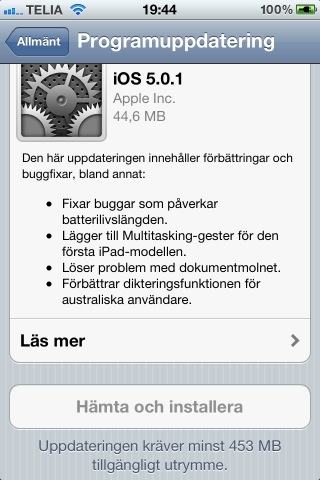 TELIA 19:44 100%
Allmänt Programuppdatering
iOS 5.0.1
Apple Inc.
44,6 MB
Den här uppdateringen innehåller förbättringar och
buggfixar, bland annat:
• Fixar buggar som påverkar
batterilivslängden.
• Lägger till Multitasking-gester för den
första iPad-modellen.
• Löser problem med dokumentmolnet.
• Förbättrar dikteringsfunktionen för
australiska användare.
Läs mer
Hämta och installera
Uppdateringen kräver minst 453 MB
tillgängligt utrymme.